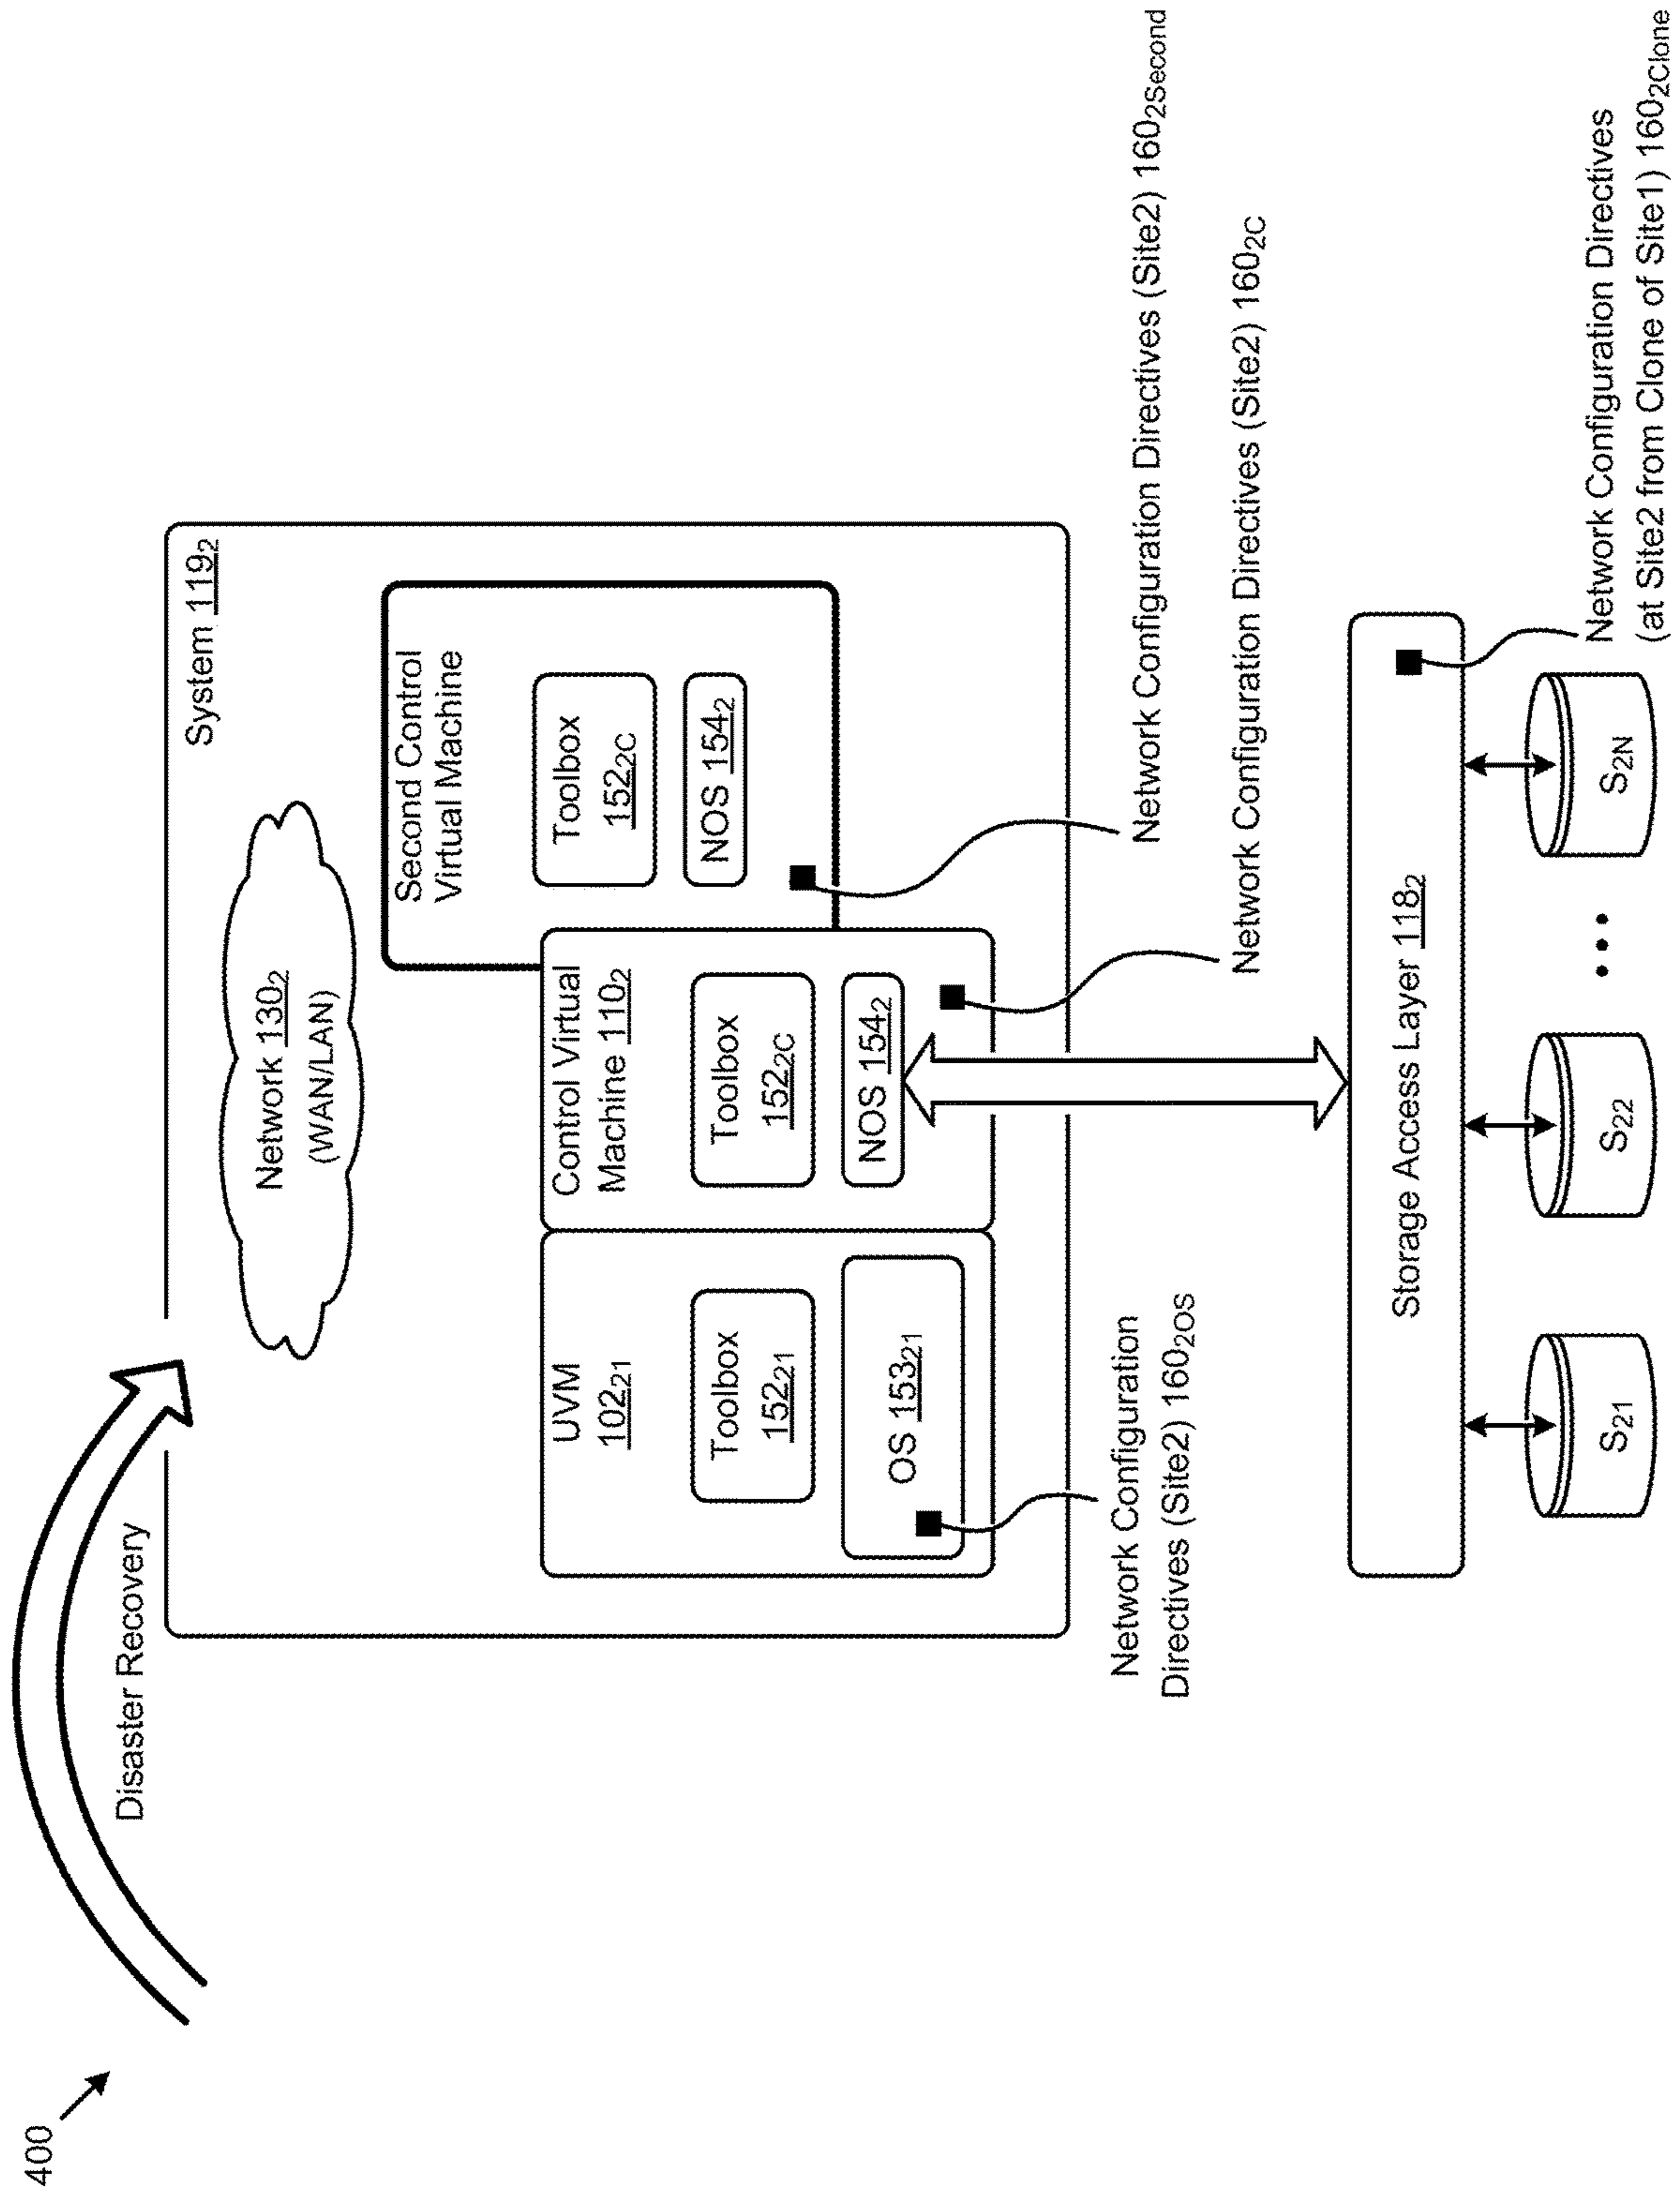 400
Disaster Recovery
System 119₂
Network 130₂
(WAN/LAN)
Second Control
Virtual Machine
Toolbox
152₂C
NOS 154₂
Control Virtual
Machine 110₂
Toolbox
152₂C
NOS 154₂
UVM
102₂₁
Toolbox
152₂₁
OS 153₂₁
Network Configuration
Directives (Site2) 160₂OS
Network Configuration Directives (Site2) 160₂Second
Network Configuration Directives (Site2) 160₂C
Storage Access Layer 118₂
Network Configuration Directives
(at Site2 from Clone of Site1) 160₂Clone
S₂₁
S₂₂
•••
S₂N